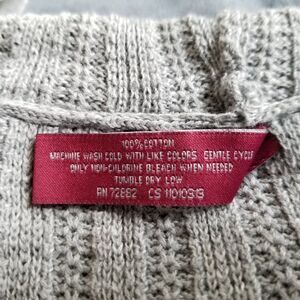 100% COTTON
MACHINE WASH COLD WITH LIKE COLORS. GENTLE CYCLE
ONLY NON-CHLORINE BLEACH WHEN NEEDED
TUMBLE DRY LOW
RN 72882 CS 11010313